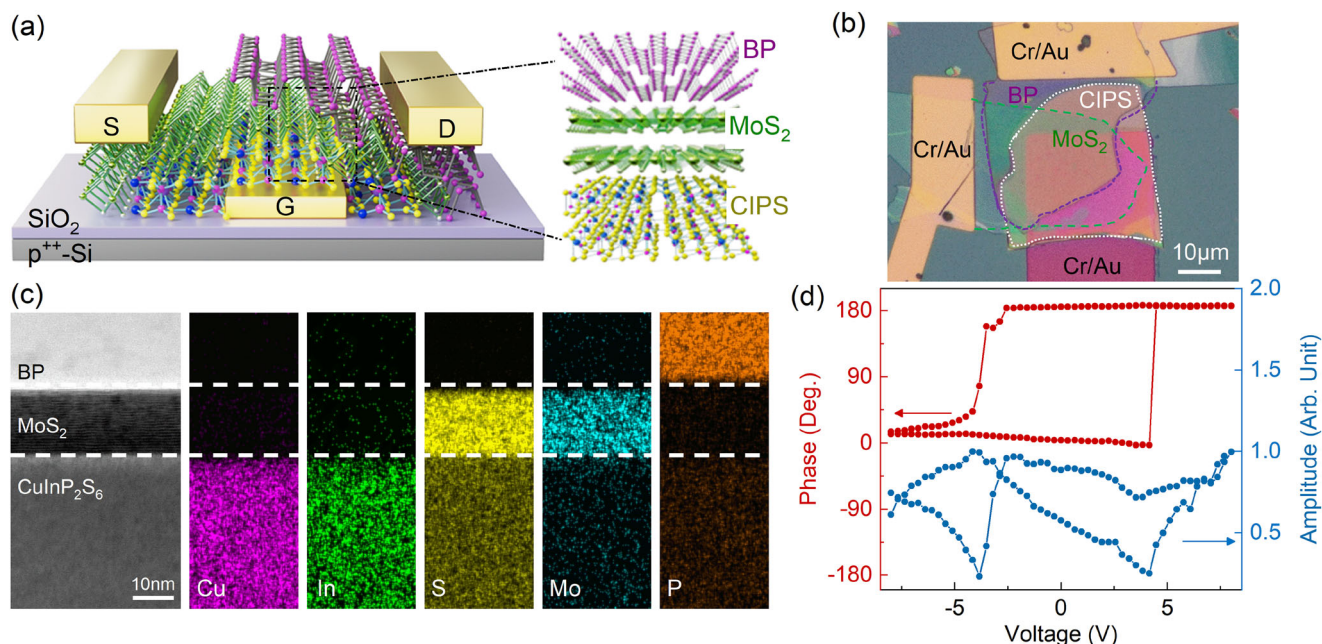 (a)
BP
S
D
MoS₂
G
CIPS
SiO₂
p⁺⁺-Si
(b)
Cr/Au
BP
CIPS
MoS₂
Cr/Au
Cr/Au
10μm
(c)
BP
MoS₂
CuInP₂S₆
10nm
Cu
In
S
Mo
P
(d)
180
90
0
-90
-180
Phase (Deg.)
2.0
1.5
1.0
0.5
Amplitude (Arb. Unit)
-5
0
5
Voltage (V)